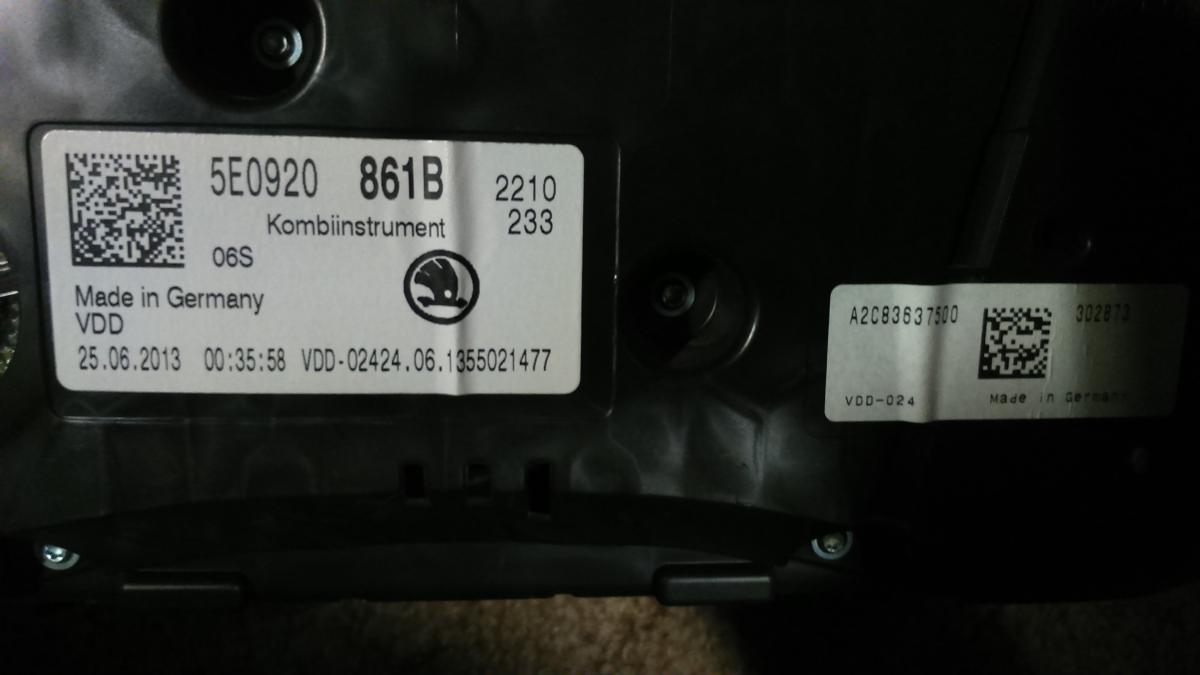 5E0920 861B 2210
Kombiinstrument 233
06S
Made in Germany
VDD
25.06.2013 00:35:58 VDD-02424.06.1355021477
A2C83637500 302873
VDD-024 Made in Germany